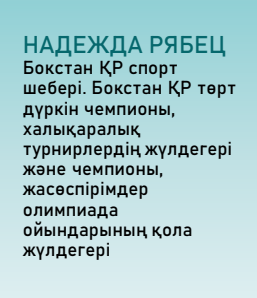 НАДЕЖДА РЯБЕЦ
Бокстан ҚР спорт
шебері. Бокстан ҚР төрт
дүркін чемпионы,
халықаралық
турнирлердің жүлдегері
және чемпионы,
жасөспірімдер
олимпиада
ойындарының қола
жүлдегері